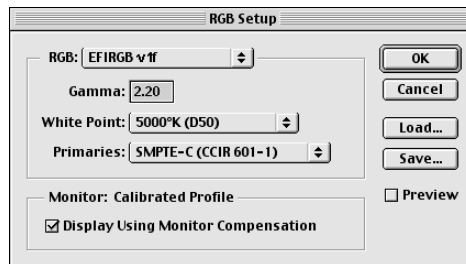 RGB Setup
RGB: EFIRGB v1f
Gamma: 2.20
White Point: 5000°K (D50)
Primaries: SMPTE-C (CCIR 601-1)
Monitor: Calibrated Profile
Display Using Monitor Compensation
OK
Cancel
Load...
Save...
Preview